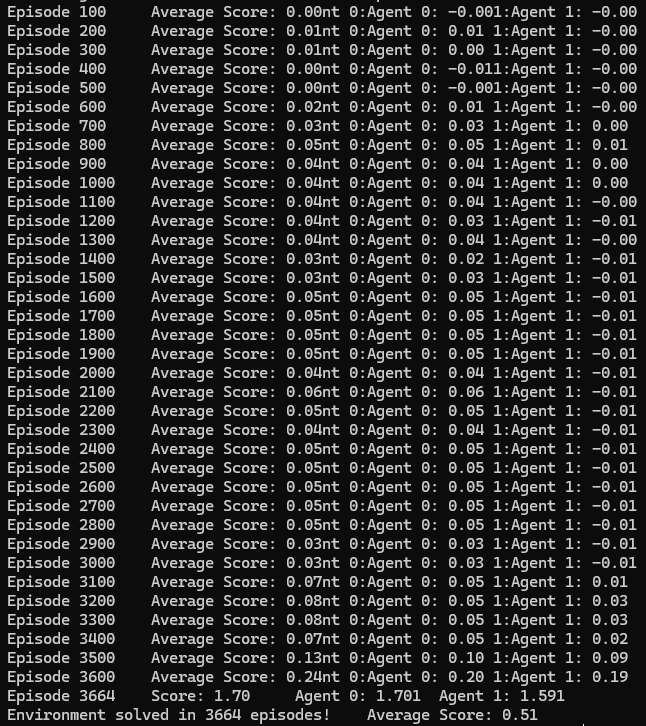 Episode 100 Average Score: 0.00nt 0:Agent 0: -0.001:Agent 1: -0.00
Episode 200 Average Score: 0.01nt 0:Agent 0: 0.01 1:Agent 1: -0.00
Episode 300 Average Score: 0.01nt 0:Agent 0: 0.00 1:Agent 1: -0.00
Episode 400 Average Score: 0.00nt 0:Agent 0: -0.011:Agent 1: -0.00
Episode 500 Average Score: 0.00nt 0:Agent 0: -0.001:Agent 1: -0.00
Episode 600 Average Score: 0.02nt 0:Agent 0: 0.01 1:Agent 1: -0.00
Episode 700 Average Score: 0.03nt 0:Agent 0: 0.03 1:Agent 1: 0.00
Episode 800 Average Score: 0.05nt 0:Agent 0: 0.05 1:Agent 1: 0.01
Episode 900 Average Score: 0.04nt 0:Agent 0: 0.04 1:Agent 1: 0.00
Episode 1000 Average Score: 0.04nt 0:Agent 0: 0.04 1:Agent 1: 0.00
Episode 1100 Average Score: 0.04nt 0:Agent 0: 0.04 1:Agent 1: -0.00
Episode 1200 Average Score: 0.04nt 0:Agent 0: 0.03 1:Agent 1: -0.01
Episode 1300 Average Score: 0.04nt 0:Agent 0: 0.04 1:Agent 1: -0.00
Episode 1400 Average Score: 0.03nt 0:Agent 0: 0.02 1:Agent 1: -0.01
Episode 1500 Average Score: 0.03nt 0:Agent 0: 0.03 1:Agent 1: -0.01
Episode 1600 Average Score: 0.05nt 0:Agent 0: 0.05 1:Agent 1: -0.01
Episode 1700 Average Score: 0.05nt 0:Agent 0: 0.05 1:Agent 1: -0.01
Episode 1800 Average Score: 0.05nt 0:Agent 0: 0.05 1:Agent 1: -0.01
Episode 1900 Average Score: 0.05nt 0:Agent 0: 0.05 1:Agent 1: -0.01
Episode 2000 Average Score: 0.04nt 0:Agent 0: 0.04 1:Agent 1: -0.01
Episode 2100 Average Score: 0.06nt 0:Agent 0: 0.06 1:Agent 1: -0.01
Episode 2200 Average Score: 0.05nt 0:Agent 0: 0.05 1:Agent 1: -0.01
Episode 2300 Average Score: 0.04nt 0:Agent 0: 0.04 1:Agent 1: -0.01
Episode 2400 Average Score: 0.05nt 0:Agent 0: 0.05 1:Agent 1: -0.01
Episode 2500 Average Score: 0.05nt 0:Agent 0: 0.05 1:Agent 1: -0.01
Episode 2600 Average Score: 0.05nt 0:Agent 0: 0.05 1:Agent 1: -0.01
Episode 2700 Average Score: 0.05nt 0:Agent 0: 0.05 1:Agent 1: -0.01
Episode 2800 Average Score: 0.05nt 0:Agent 0: 0.05 1:Agent 1: -0.01
Episode 2900 Average Score: 0.03nt 0:Agent 0: 0.03 1:Agent 1: -0.01
Episode 3000 Average Score: 0.03nt 0:Agent 0: 0.03 1:Agent 1: -0.01
Episode 3100 Average Score: 0.07nt 0:Agent 0: 0.05 1:Agent 1: 0.01
Episode 3200 Average Score: 0.08nt 0:Agent 0: 0.05 1:Agent 1: 0.03
Episode 3300 Average Score: 0.08nt 0:Agent 0: 0.05 1:Agent 1: 0.03
Episode 3400 Average Score: 0.07nt 0:Agent 0: 0.05 1:Agent 1: 0.02
Episode 3500 Average Score: 0.13nt 0:Agent 0: 0.10 1:Agent 1: 0.09
Episode 3600 Average Score: 0.24nt 0:Agent 0: 0.20 1:Agent 1: 0.19
Episode 3664 Score: 1.70 Agent 0: 1.701 Agent 1: 1.591
Environment solved in 3664 episodes! Average Score: 0.51